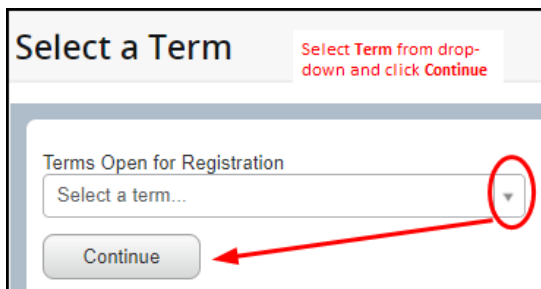 Select a Term
Select Term from drop-
down and click Continue
Terms Open for Registration
Select a term...
Continue